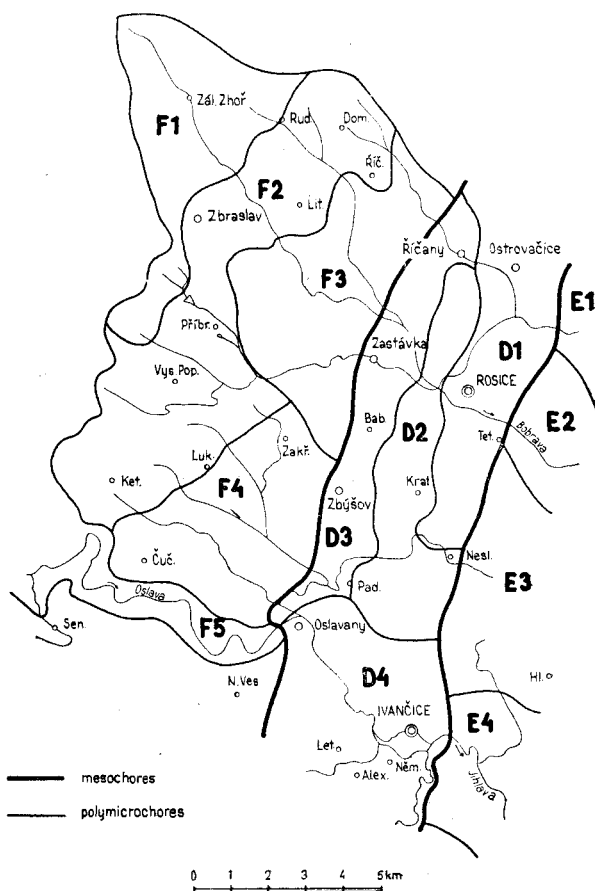 Zál. Zhoř
Rud.
Dom.
F1
Říč.
F2
Lit.
Zbraslav
Říčany
Ostrovačice
F3
E1
Příbr.
Zastávka
D1
Vys. Pop.
ROSICE
E2
Bab.
D2
Bobrava
Tet.
Luk.
Zakř.
Ket.
F4
Krat.
Zbýšov
D3
Nesl.
Čuč.
E3
Oslava
Pad.
F5
Sen.
Oslavany
N. Ves
D4
Hl.
IVANČICE
E4
Let.
Něm.
Alex.
Jihlava
mesochores
polymicrochores
0 1 2 3 4 5 km